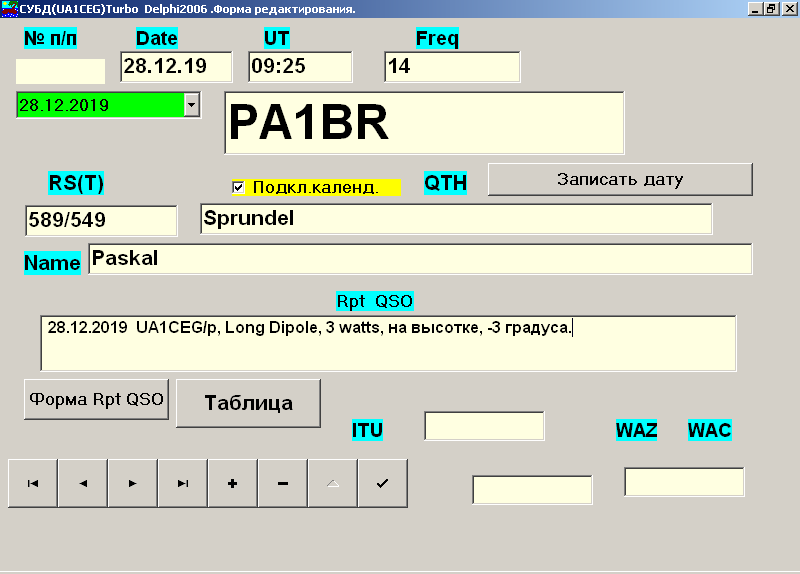 СУБД(UA1CEG)Turbo Delphi2006 .Форма редактирования.
№ п/п Date UT Freq
28.12.19 09:25 14
28.12.2019
PA1BR
RS(T) Подкл.календ. QTH Записать дату
589/549 Sprundel
Name Paskal
Rpt QSO
28.12.2019 UA1CEG/p, Long Dipole, 3 watts, на высотке, -3 градуса.
Форма Rpt QSO Таблица
ITU WAZ WAC